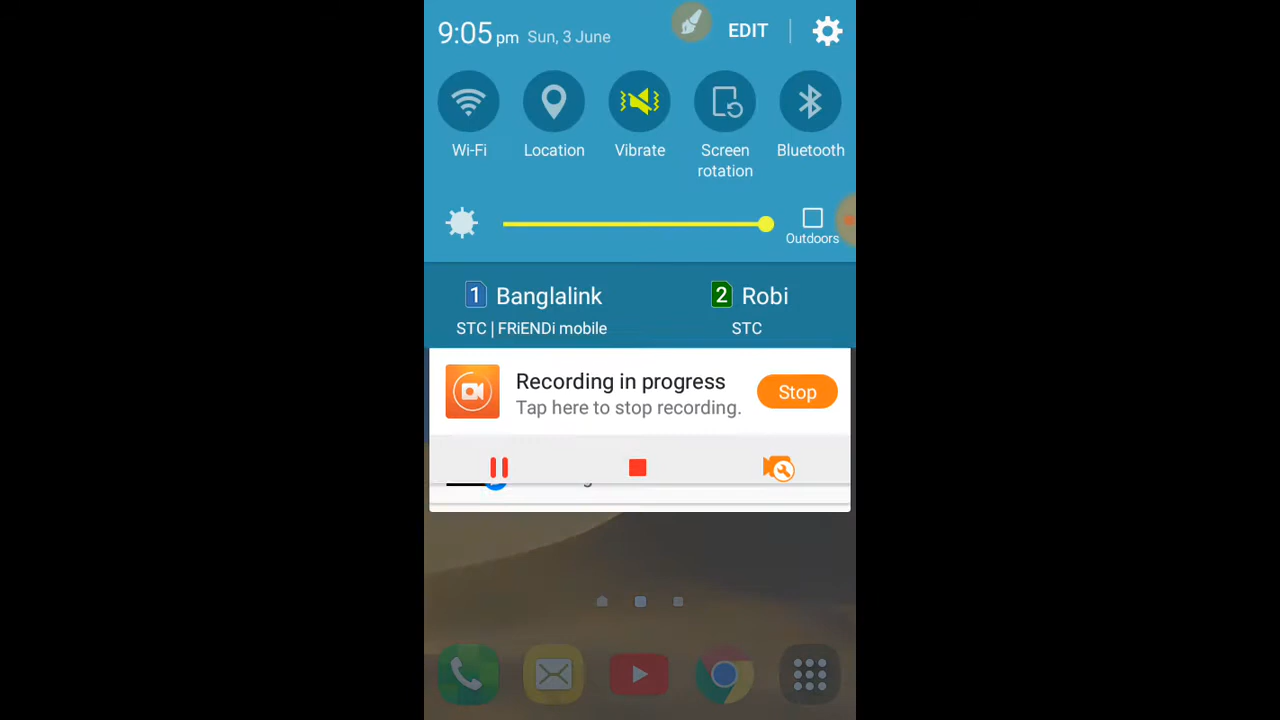 9:05 pm Sun, 3 June EDIT
Wi-Fi Location Vibrate Screen rotation Bluetooth
Outdoors
1 Banglalink 2 Robi
STC | FRiENDi mobile STC
Recording in progress
Tap here to stop recording.
Stop